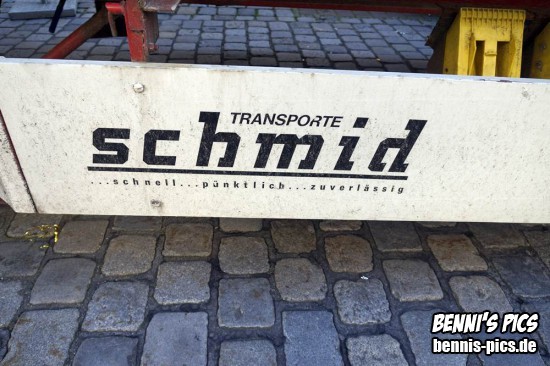 TRANSPORTE
schmid
...schnell...pünktlich...zuverlässig
BENNI'S PICS
bennis-pics.de